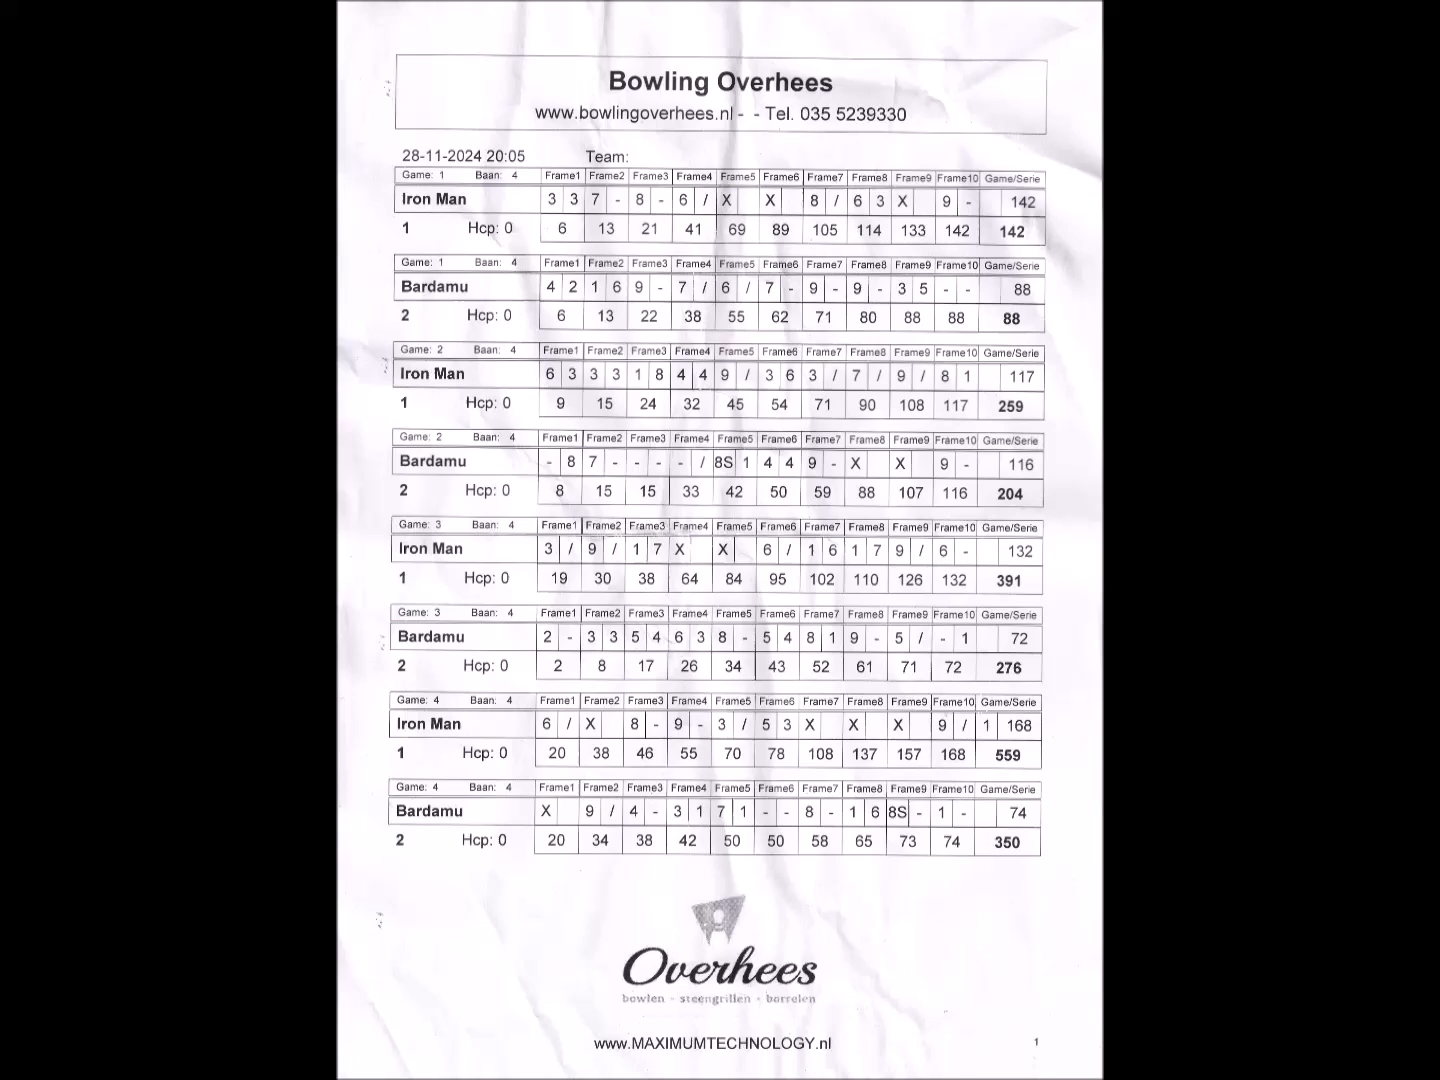 Bowling Overhees
www.bowlingoverhees.nl - - Tel. 035 5239330
28-11-2024 20:05 Team:
Game: 1 Baan: 4 Frame1 Frame2 Frame3 Frame4 Frame5 Frame6 Frame7 Frame8 Frame9 Frame10 Game/Serie
Iron Man 3 3 7 - 8 - 6 / X X 8 / 6 3 X 9 - 142
1 Hcp: 0 6 13 21 41 69 89 105 114 133 142 142
Game: 1 Baan: 4 Frame1 Frame2 Frame3 Frame4 Frame5 Frame6 Frame7 Frame8 Frame9 Frame10 Game/Serie
Bardamu 4 2 1 6 9 - 7 / 6 / 7 - 9 - 9 - 3 5 - - 88
2 Hcp: 0 6 13 22 38 55 62 71 80 88 88 88
Game: 2 Baan: 4 Frame1 Frame2 Frame3 Frame4 Frame5 Frame6 Frame7 Frame8 Frame9 Frame10 Game/Serie
Iron Man 6 3 3 3 1 8 4 4 9 / 3 6 3 / 7 / 9 / 8 1 117
1 Hcp: 0 9 15 24 32 45 54 71 90 108 117 259
Game: 2 Baan: 4 Frame1 Frame2 Frame3 Frame4 Frame5 Frame6 Frame7 Frame8 Frame9 Frame10 Game/Serie
Bardamu - 8 7 - - - - / 8S 1 4 4 9 - X X 9 - 116
2 Hcp: 0 8 15 15 33 42 50 59 88 107 116 204
Game: 3 Baan: 4 Frame1 Frame2 Frame3 Frame4 Frame5 Frame6 Frame7 Frame8 Frame9 Frame10 Game/Serie
Iron Man 3 / 9 / 1 7 X X 6 / 1 6 1 7 9 / 6 - 132
1 Hcp: 0 19 30 38 64 84 95 102 110 126 132 391
Game: 3 Baan: 4 Frame1 Frame2 Frame3 Frame4 Frame5 Frame6 Frame7 Frame8 Frame9 Frame10 Game/Serie
Bardamu 2 - 3 3 5 4 6 3 8 - 5 4 8 1 9 - 5 / - 1 72
2 Hcp: 0 2 8 17 26 34 43 52 61 71 72 276
Game: 4 Baan: 4 Frame1 Frame2 Frame3 Frame4 Frame5 Frame6 Frame7 Frame8 Frame9 Frame10 Game/Serie
Iron Man 6 / X 8 - 9 - 3 / 5 3 X X X 9 / 1 168
1 Hcp: 0 20 38 46 55 70 78 108 137 157 168 559
Game: 4 Baan: 4 Frame1 Frame2 Frame3 Frame4 Frame5 Frame6 Frame7 Frame8 Frame9 Frame10 Game/Serie
Bardamu X 9 / 4 - 3 1 7 1 - - 8 - 1 6 8S - 1 - 74
2 Hcp: 0 20 34 38 42 50 50 58 65 73 74 350
Overhees
bowlen - steengrillen - borrelen
www.MAXIMUMTECHNOLOGY.nl 1